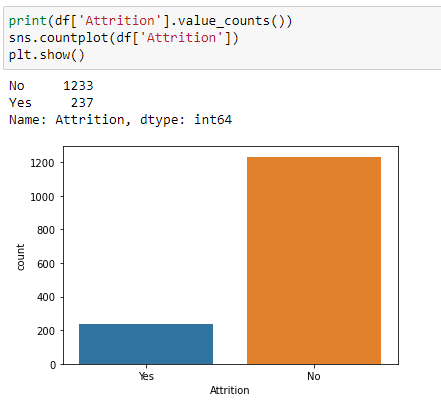 print(df['Attrition'].value_counts())
sns.countplot(df['Attrition'])
plt.show()
No     1233
Yes     237
Name: Attrition, dtype: int64
1200
1000
800
600
400
200
0
count
Yes No
Attrition